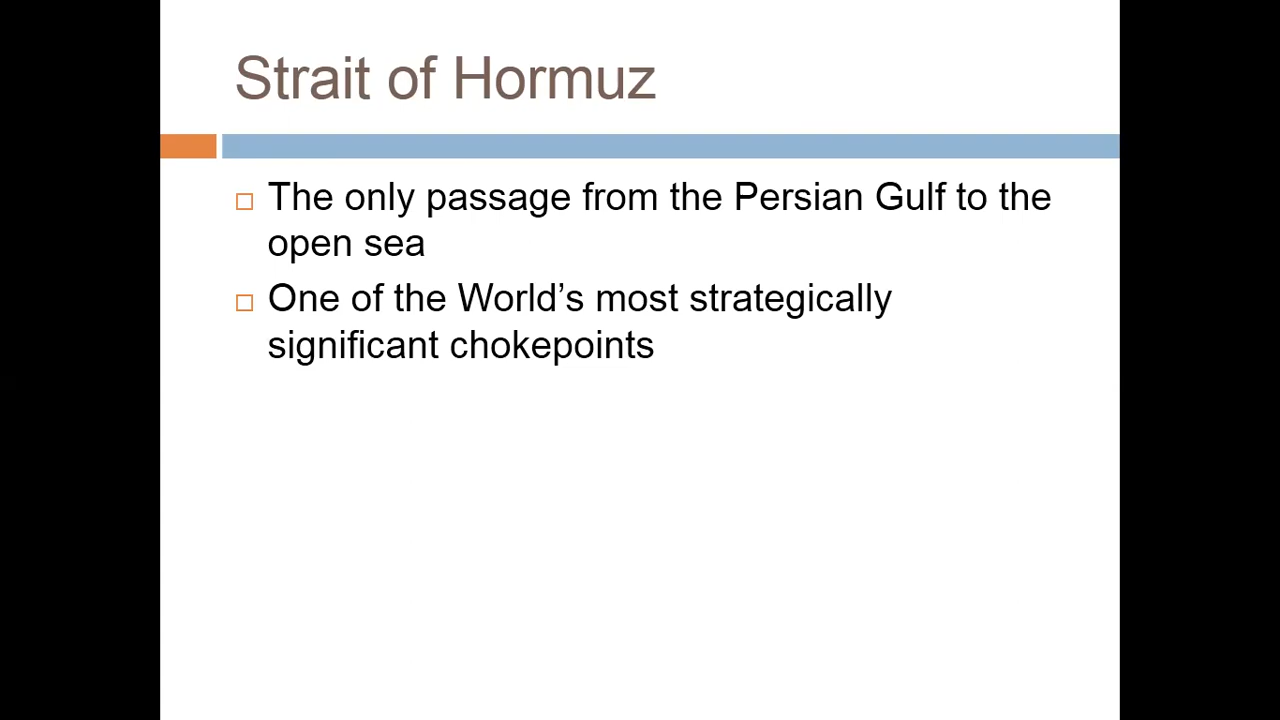 Strait of Hormuz
The only passage from the Persian Gulf to the
open sea
One of the World’s most strategically
significant chokepoints